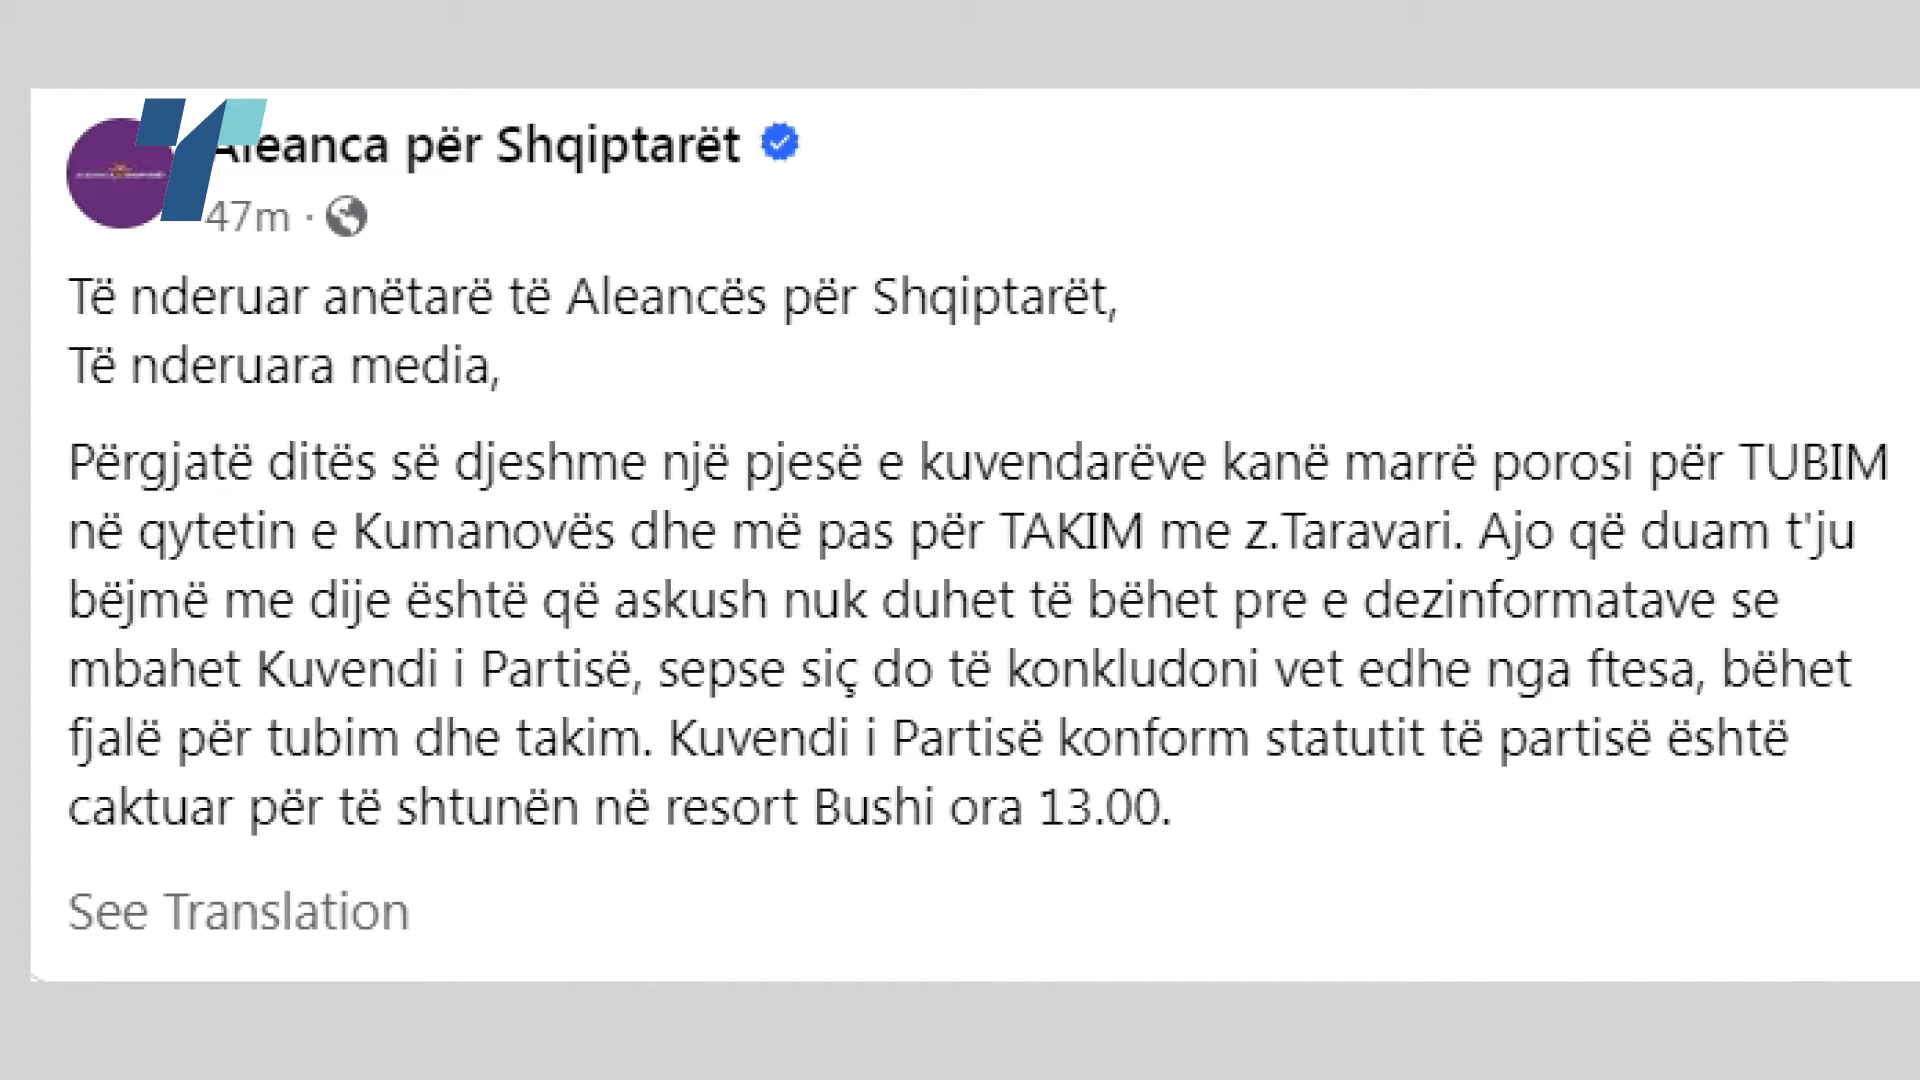 Aleanca për Shqiptarët
47m ·
Të nderuar anëtarë të Aleancës për Shqiptarët,
Të nderuara media,
Përgjatë ditës së djeshme një pjesë e kuvendarëve kanë marrë porosi për TUBIM
në qytetin e Kumanovës dhe më pas për TAKIM me z.Taravari. Ajo që duam t'ju
bëjmë me dije është që askush nuk duhet të bëhet pre e dezinformatave se
mbahet Kuvendi i Partisë, sepse siç do të konkludoni vet edhe nga ftesa, bëhet
fjalë për tubim dhe takim. Kuvendi i Partisë konform statutit të partisë është
caktuar për të shtunën në resort Bushi ora 13.00.
See Translation